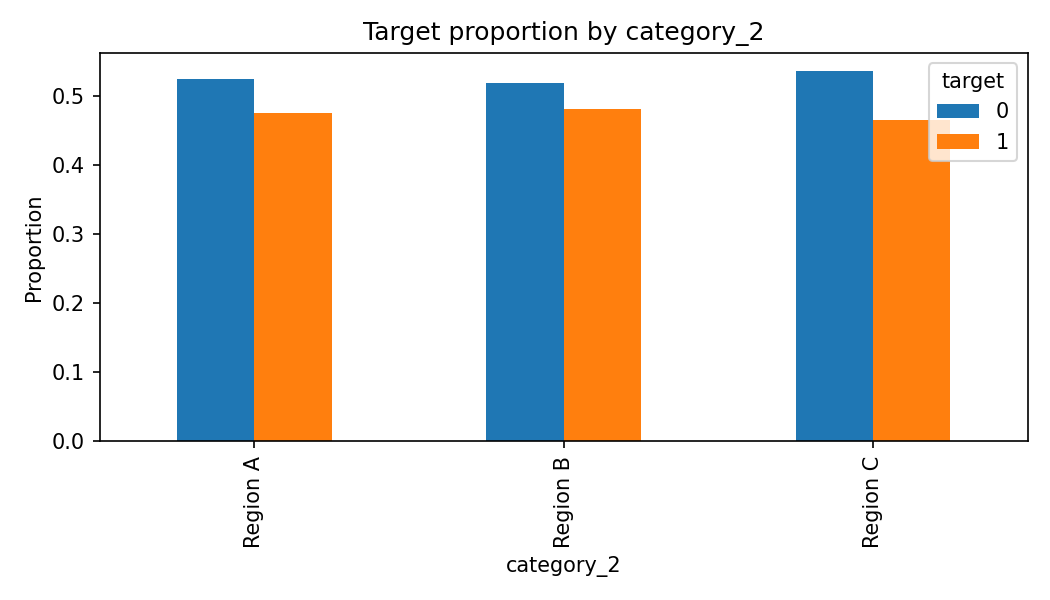 Target proportion by category_2
target
0
1
Proportion
0.5
0.4
0.3
0.2
0.1
0.0
Region A
Region B
Region C
category_2